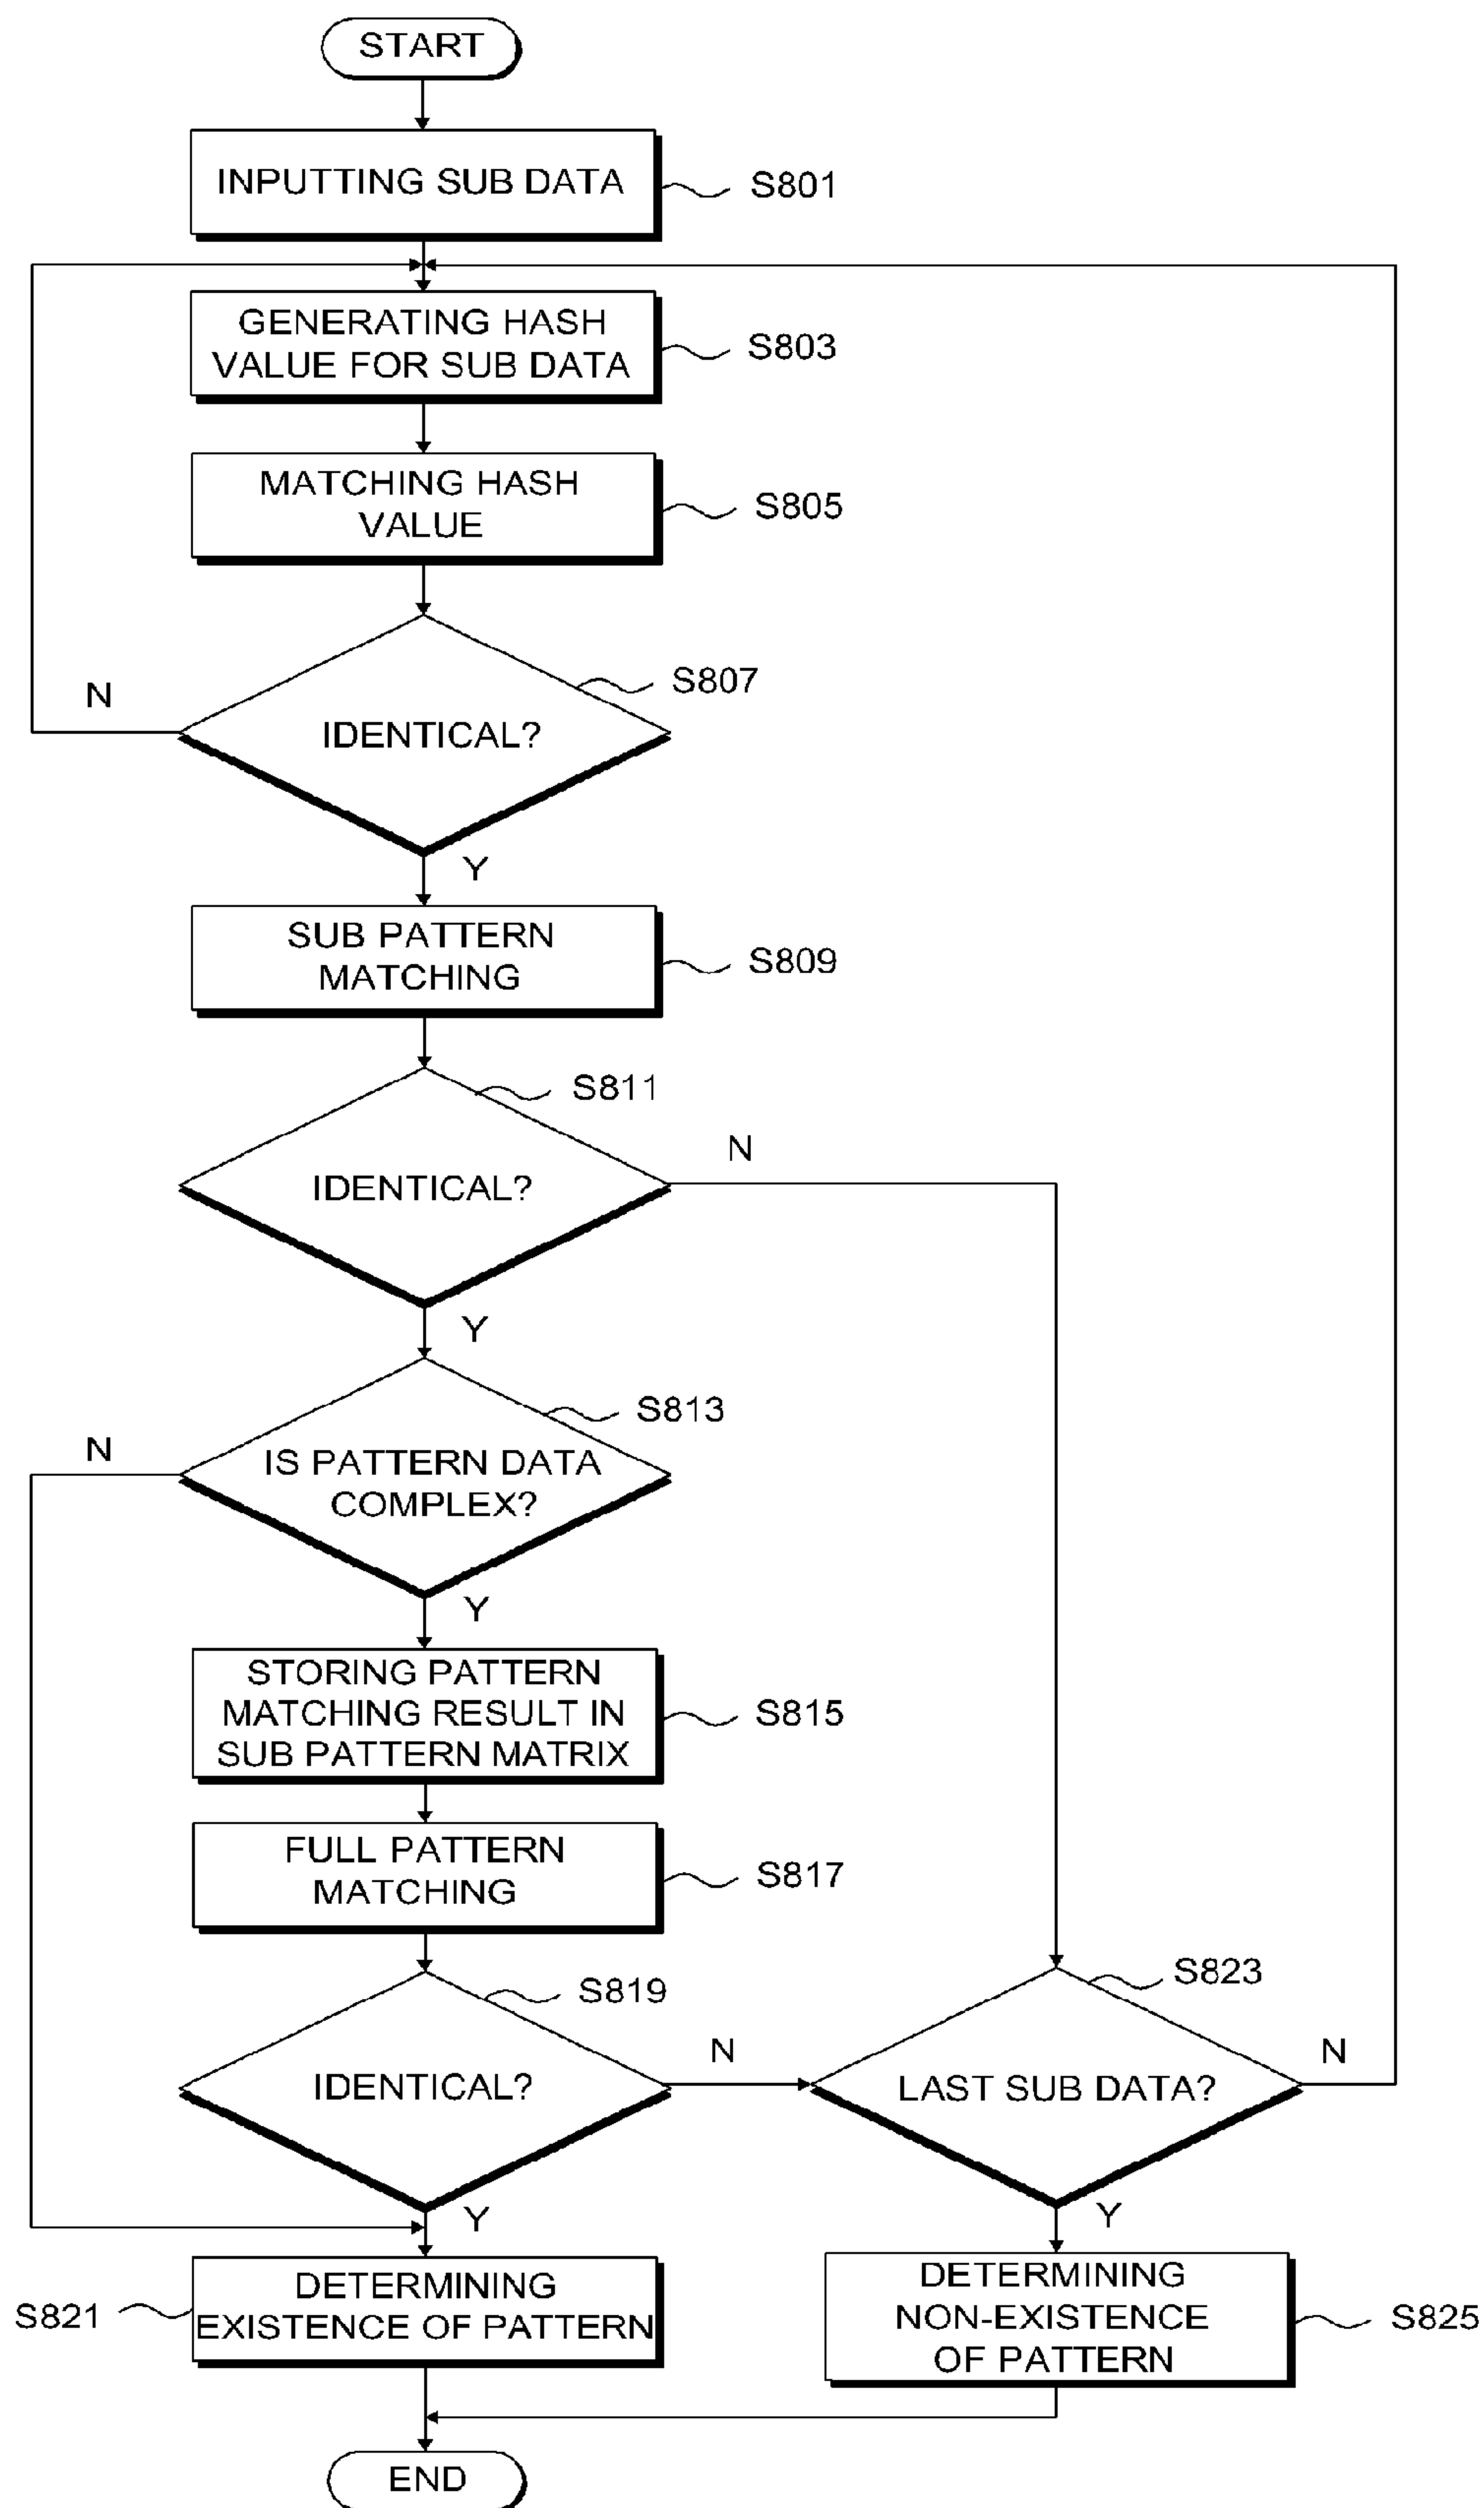 START
INPUTTING SUB DATA
S801
GENERATING HASH
VALUE FOR SUB DATA
S803
MATCHING HASH
VALUE
S805
S807
N
IDENTICAL?
Y
SUB PATTERN
MATCHING
S809
S811
N
IDENTICAL?
Y
S813
N
IS PATTERN DATA
COMPLEX?
Y
STORING PATTERN
MATCHING RESULT IN
SUB PATTERN MATRIX
S815
FULL PATTERN
MATCHING
S817
S819
S823
N
N
IDENTICAL?
LAST SUB DATA?
Y
Y
DETERMINING
EXISTENCE OF PATTERN
S821
DETERMINING
NON-EXISTENCE
OF PATTERN
S825
END